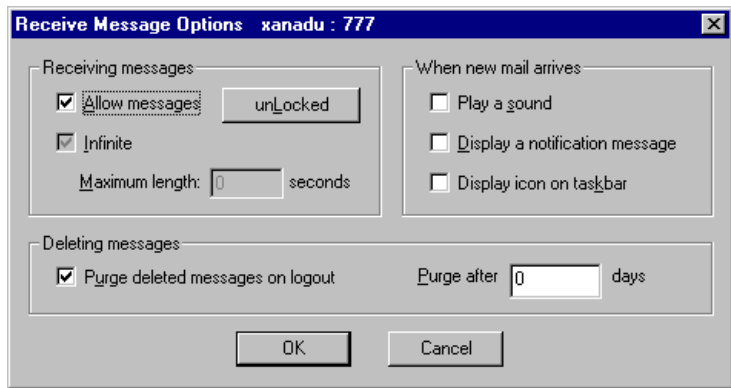 Receive Message Options xanadu : 777
Receiving messages
Allow messages unLocked
Infinite
Maximum length: 0 seconds
When new mail arrives
Play a sound
Display a notification message
Display icon on taskbar
Deleting messages
Purge deleted messages on logout Purge after 0 days
OK Cancel